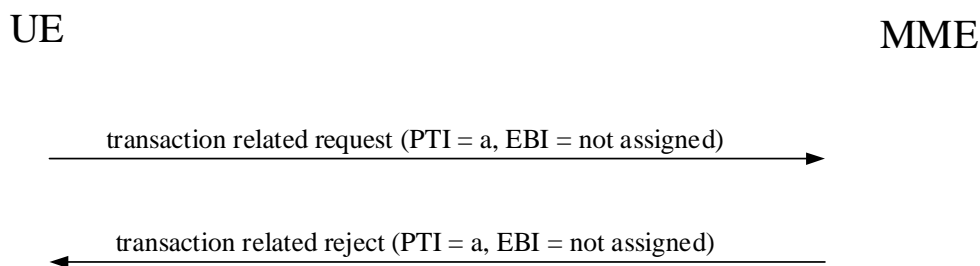 UE
MME
transaction related request (PTI = a, EBI = not assigned)
transaction related reject (PTI = a, EBI = not assigned)